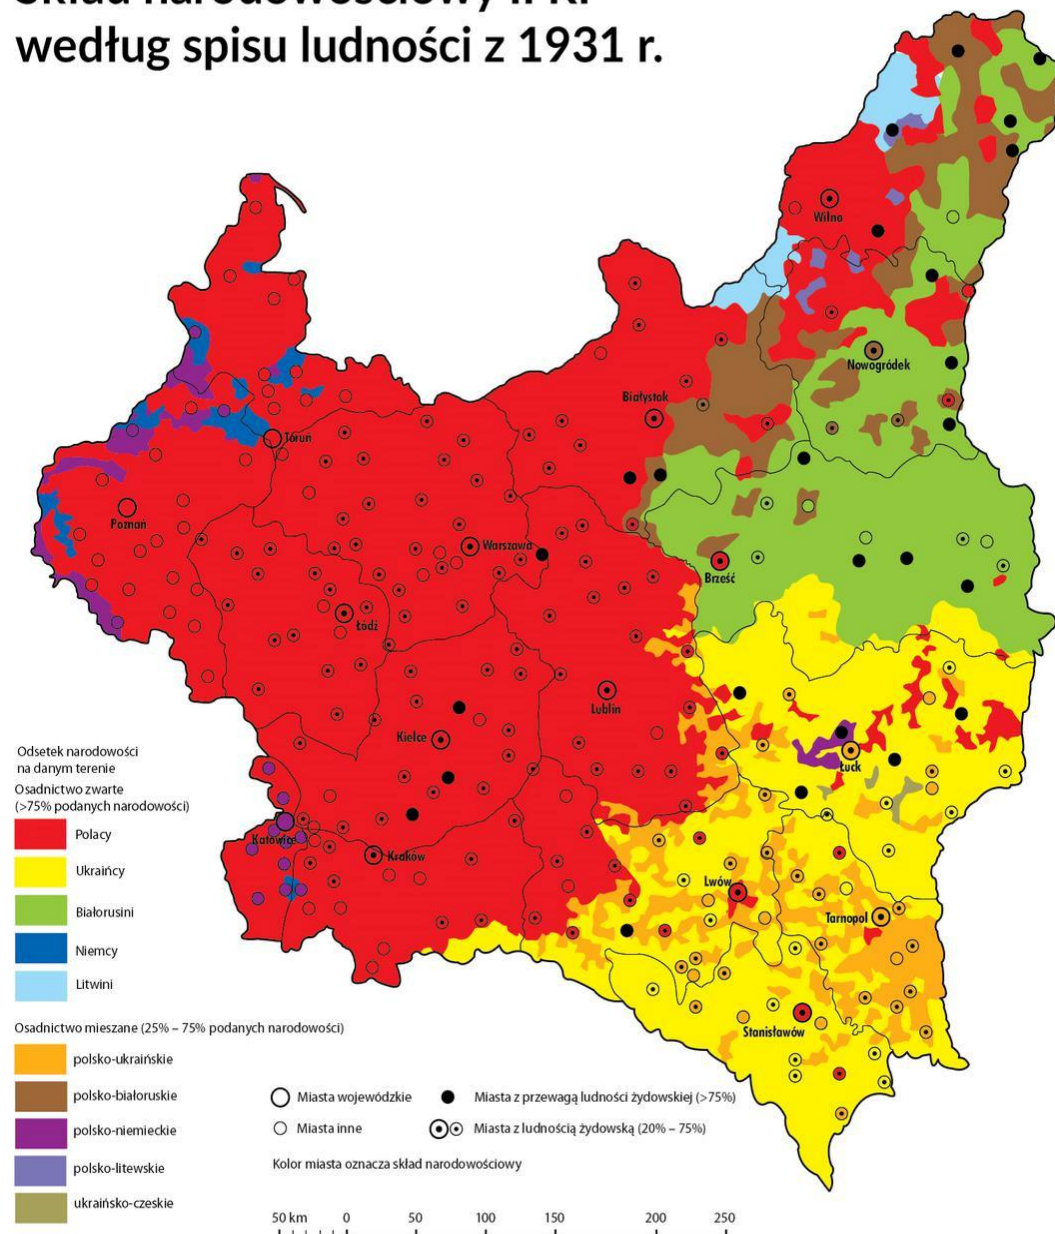 Skład narodowościowy II RP
według spisu ludności z 1931 r.
Wilno
Nowogródek
Białystok
Toruń
Poznań
Warszawa
Brześć
Łódź
Lublin
Kielce
Łuck
Katowice
Kraków
Lwów
Tarnopol
Stanisławów
Odsetek narodowości
na danym terenie
Osadnictwo zwarte
(>75% podanych narodowości)
Polacy
Ukraińcy
Białorusini
Niemcy
Litwini
Osadnictwo mieszane (25% – 75% podanych narodowości)
polsko-ukraińskie
polsko-białoruskie
polsko-niemieckie
polsko-litewskie
ukraińsko-czeskie
Miasta wojewódzkie
Miasta z przewagą ludności żydowskiej (>75%)
Miasta inne
Miasta z ludnością żydowską (20% – 75%)
Kolor miasta oznacza skład narodowościowy
50 km 0 50 100 150 200 250